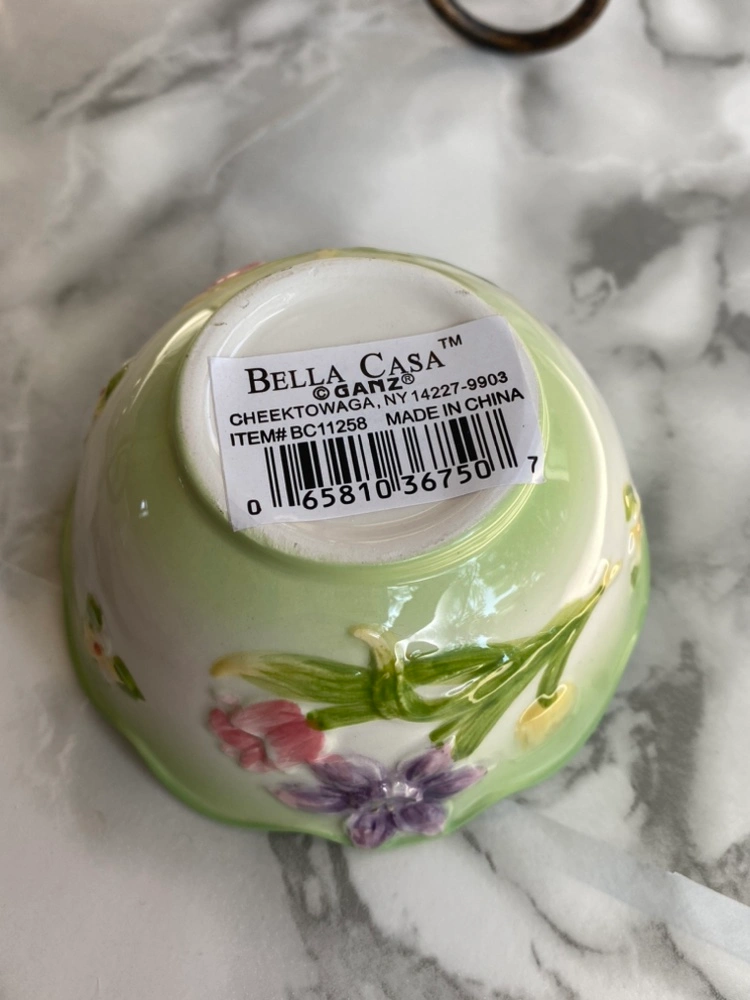 BELLA CASA™
©GANZ®
CHEEKTOWAGA, NY 14227-9903
ITEM# BC11258 MADE IN CHINA
0 65810 36750 7